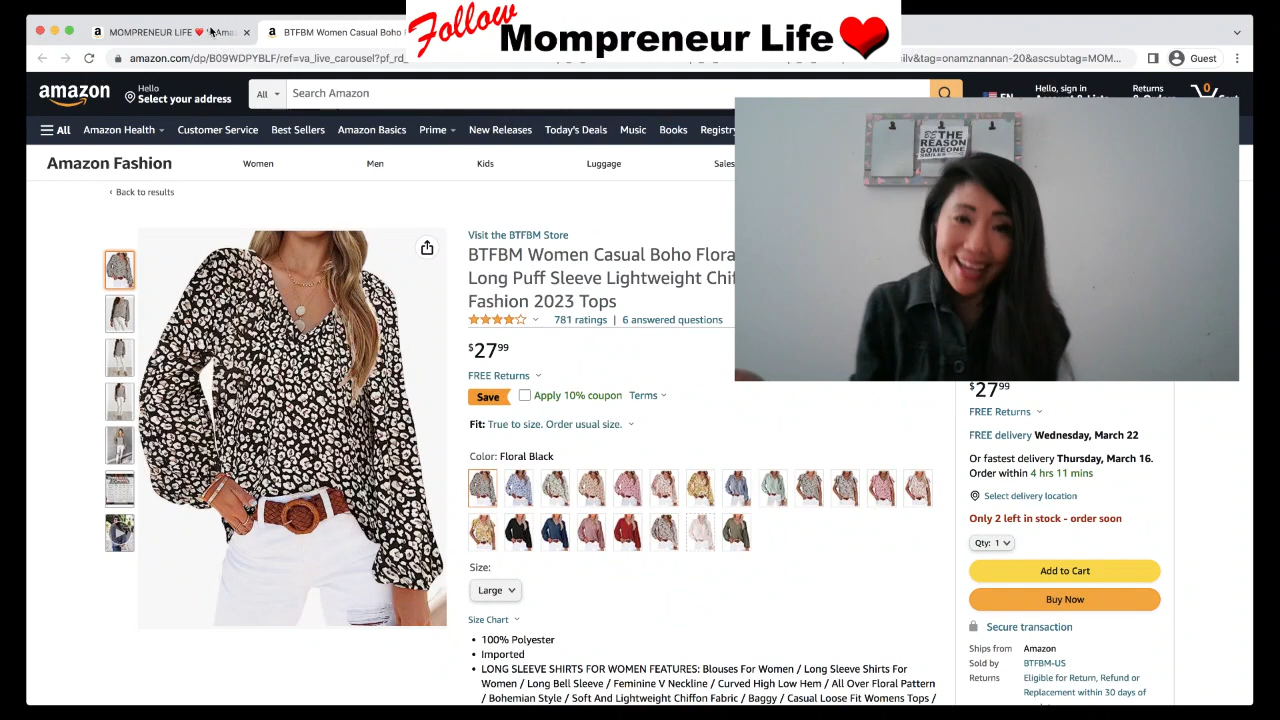 Follow
Mompreneur Life
MOMPRENEUR LIFE
BTFBM Women Casual Boho
amazon.com/dp/B09WDPYBLF/ref=va_live_carousel?pf_rd_
Guest
amazon
Hello
Select your address
All
Search Amazon
EN
Hello, sign in
Returns
0
All
Amazon Health
Customer Service
Best Sellers
Amazon Basics
Prime
New Releases
Today's Deals
Music
Books
Registry
Amazon Fashion
Women
Men
Kids
Luggage
Sales
‹ Back to results
BE THE
REASON
SOMEONE
SMILES
Visit the BTFBM Store
BTFBM Women Casual Boho Flora
Long Puff Sleeve Lightweight Chif
Fashion 2023 Tops
781 ratings | 6 answered questions
$27 99
FREE Returns
Save Apply 10% coupon Terms
Fit: True to size. Order usual size.
Color: Floral Black
Size:
Large
Size Chart
• 100% Polyester
• Imported
• LONG SLEEVE SHIRTS FOR WOMEN FEATURES: Blouses For Women / Long Sleeve Shirts For
Women / Long Bell Sleeve / Feminine V Neckline / Curved High Low Hem / All Over Floral Pattern
/ Bohemian Style / Soft And Lightweight Chiffon Fabric / Baggy / Casual Loose Fit Womens Tops /
$27 99
FREE Returns
FREE delivery Wednesday, March 22
Or fastest delivery Thursday, March 16.
Order within 4 hrs 11 mins
Select delivery location
Only 2 left in stock - order soon
Qty: 1
Add to Cart
Buy Now
Secure transaction
Ships from Amazon
Sold by BTFBM-US
Returns Eligible for Return, Refund or
Replacement within 30 days of